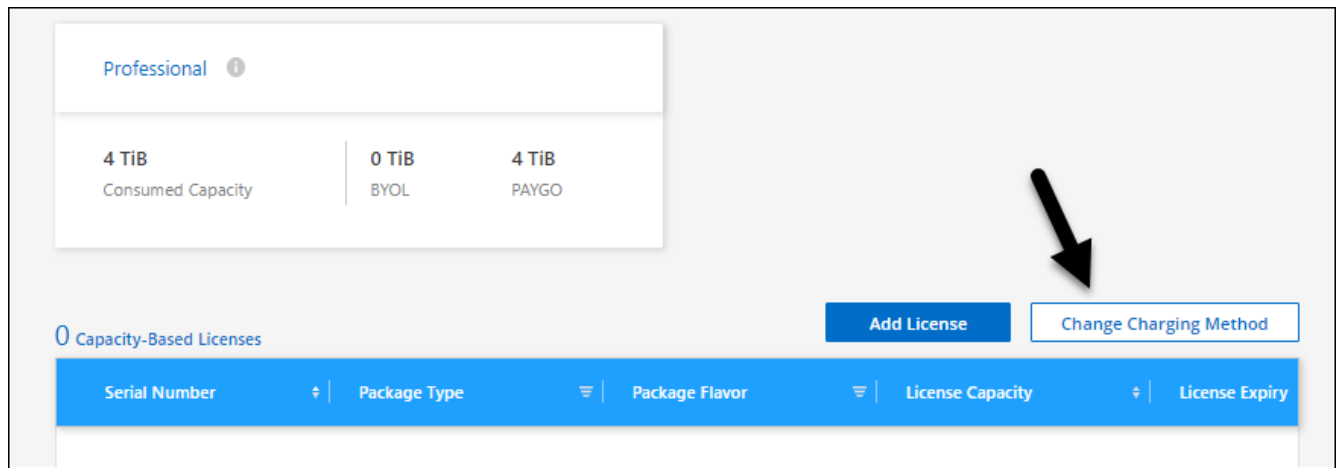 Professional
4 TiB 0 TiB 4 TiB
Consumed Capacity BYOL PAYGO
Add License Change Charging Method
0 Capacity-Based Licenses
Serial Number Package Type Package Flavor License Capacity License Expiry